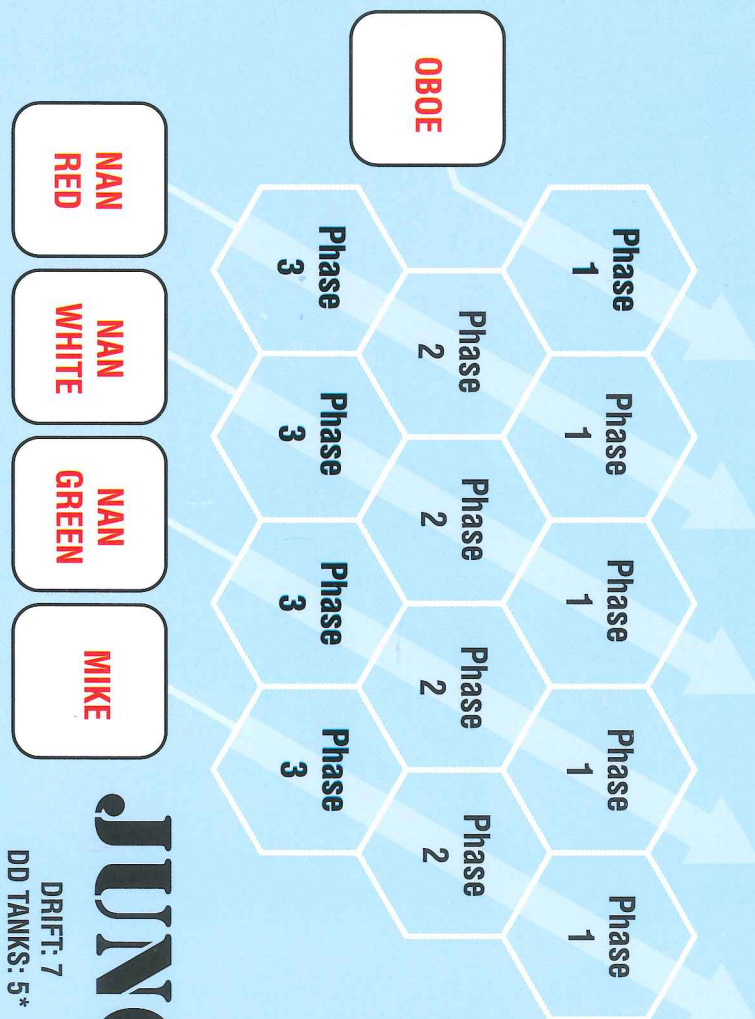 Phase
1
Phase
1
Phase
1
Phase
1
Phase
1
Phase
2
Phase
2
Phase
2
Phase
2
OBOE
Phase
3
Phase
3
Phase
3
Phase
3
NAN
RED
NAN
WHITE
NAN
GREEN
MIKE
JUN
DRIFT: 7
DD TANKS: 5*